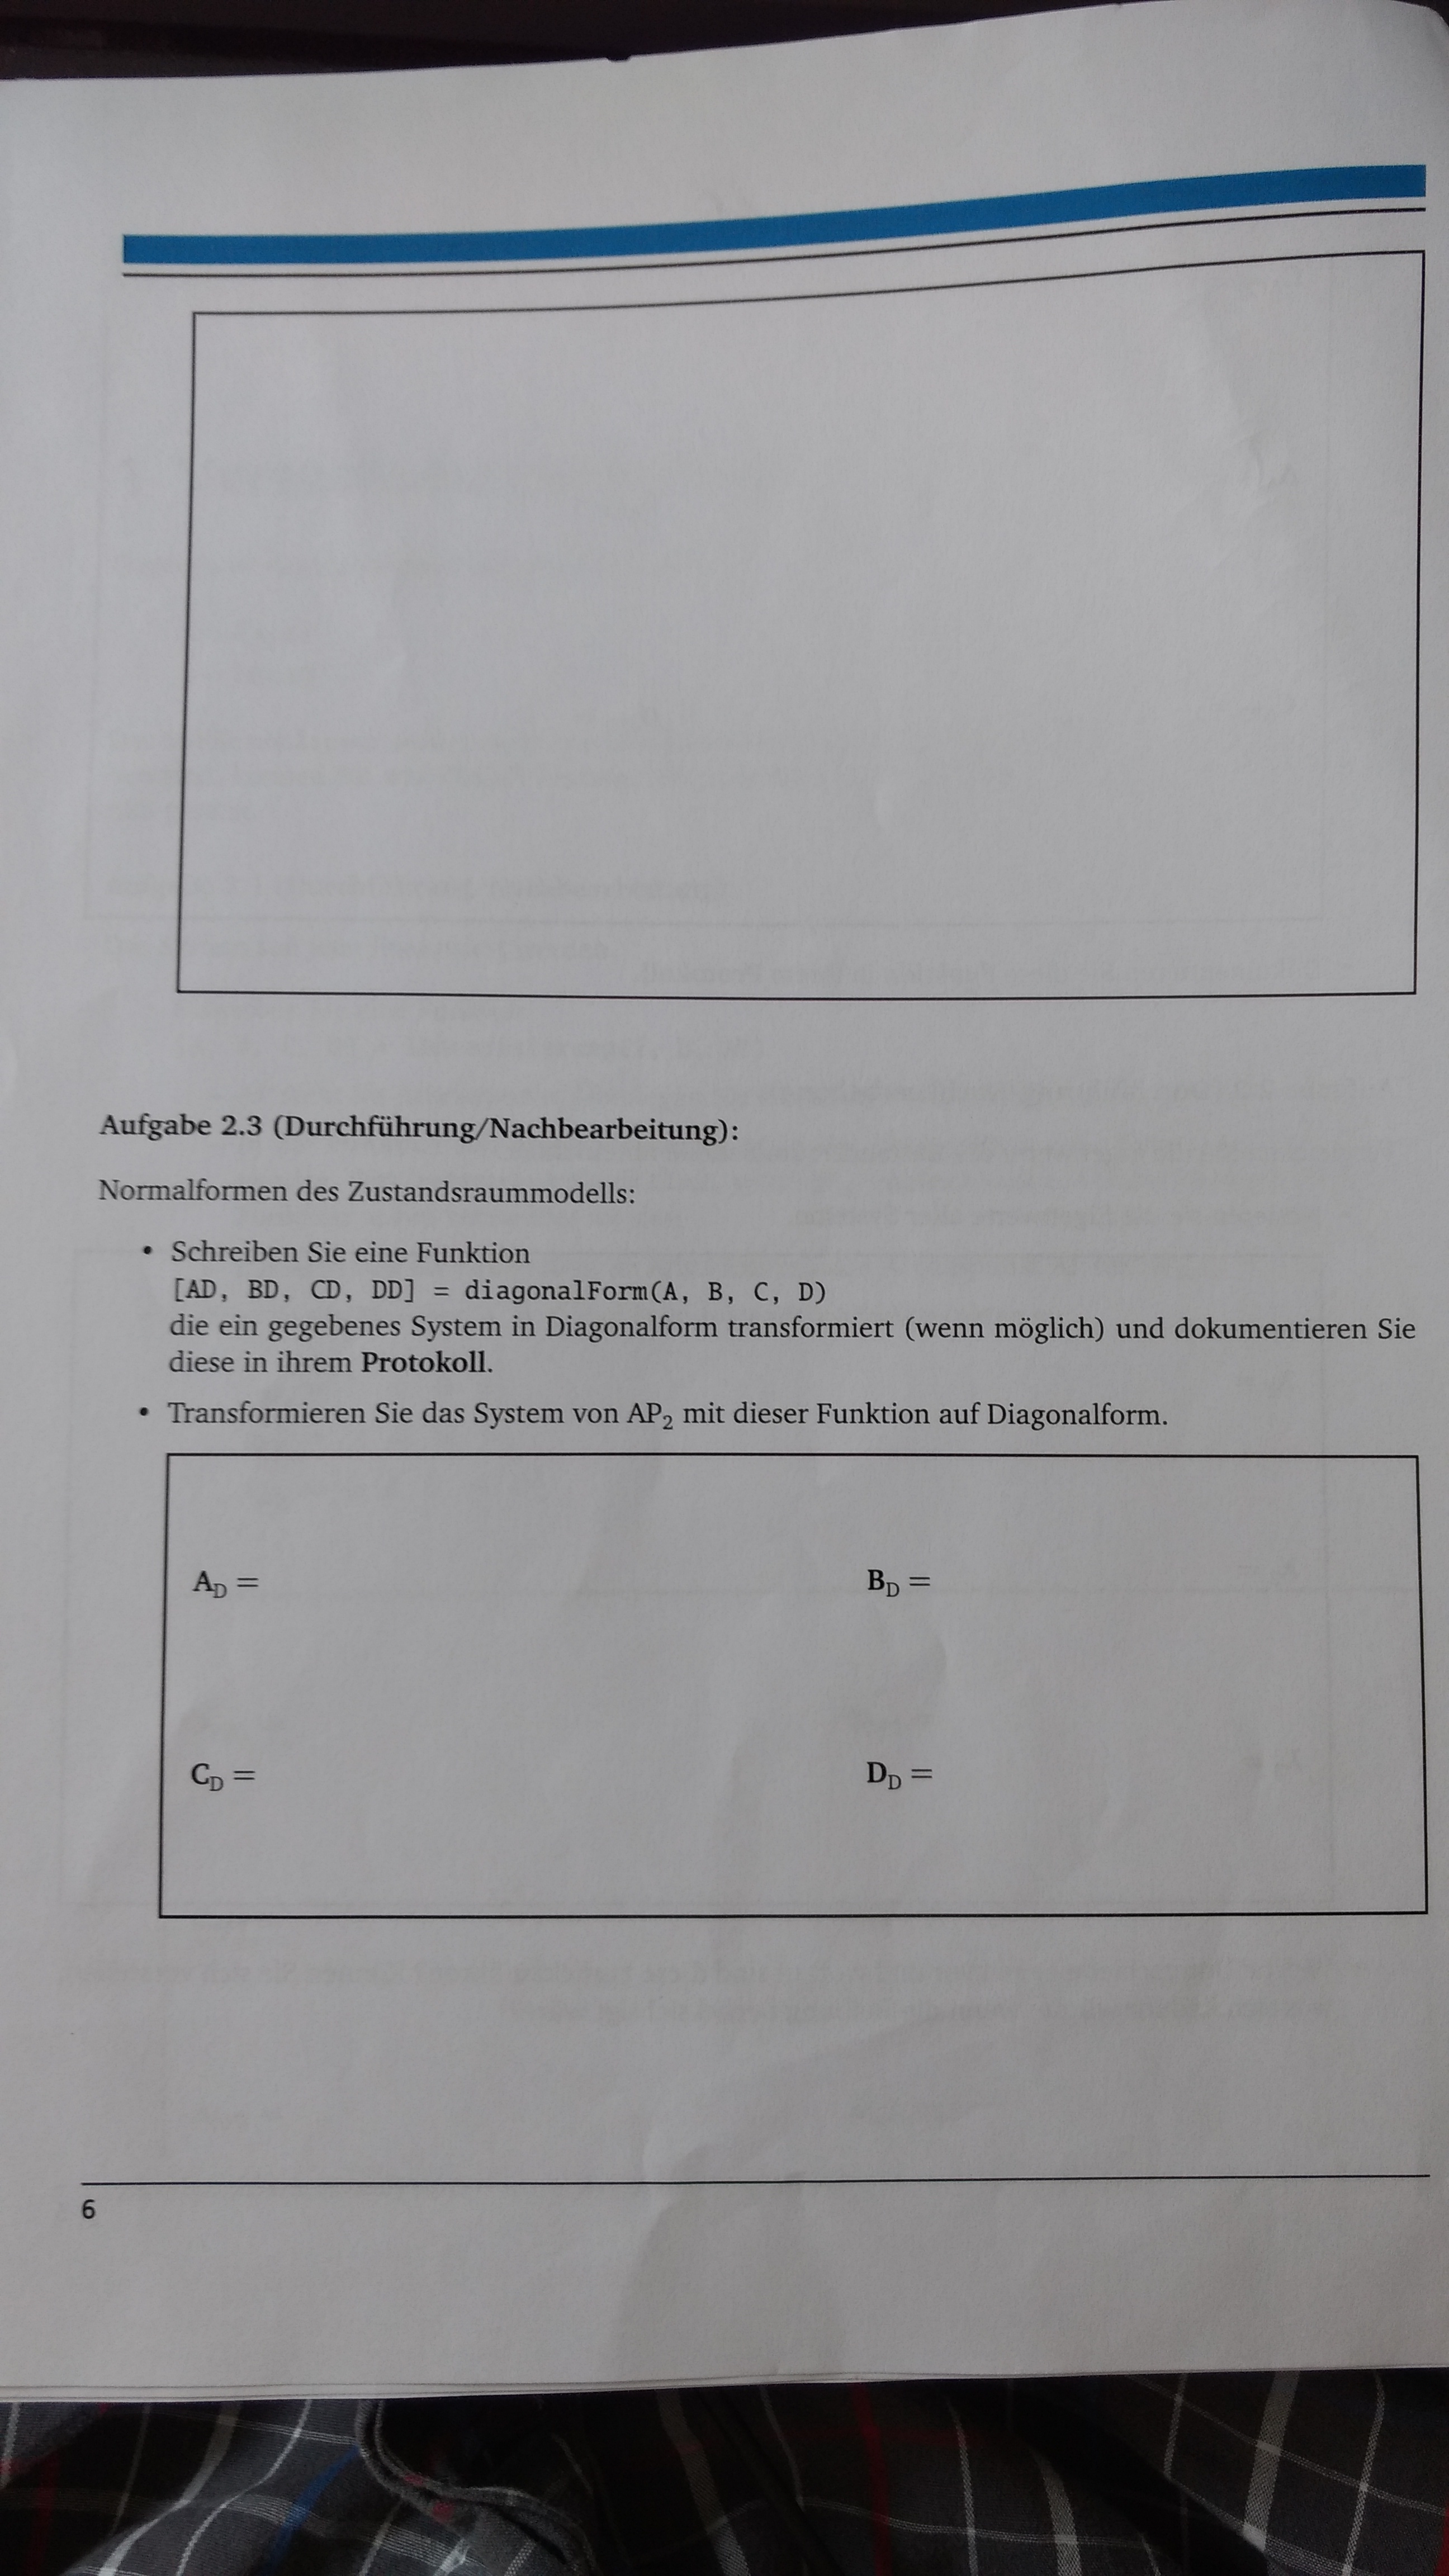 Aufgabe 2.3 (Durchführung/Nachbearbeitung):
Normalformen des Zustandsraummodells:
• Schreiben Sie eine Funktion
[AD, BD, CD, DD] = diagonalForm(A, B, C, D)
die ein gegebenes System in Diagonalform transformiert (wenn möglich) und dokumentieren Sie
diese in ihrem Protokoll.
• Transformieren Sie das System von AP₂ mit dieser Funktion auf Diagonalform.
A_D = B_D =
C_D = D_D =
6